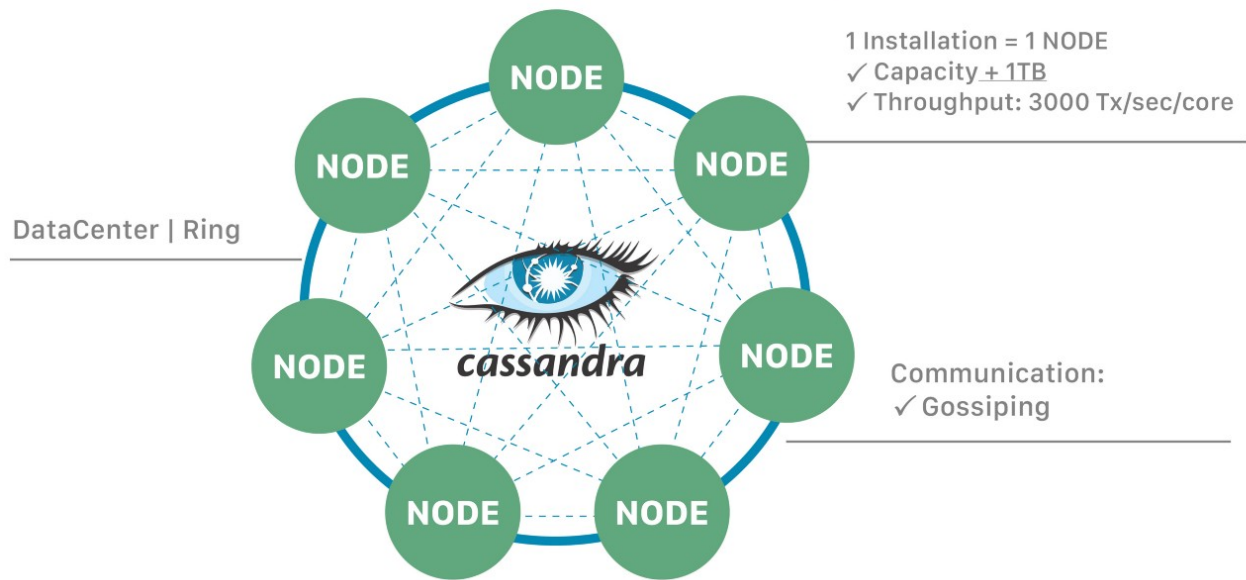 1 Installation = 1 NODE
✓ Capacity + 1TB
✓ Throughput: 3000 Tx/sec/core
NODE
NODE
NODE
DataCenter | Ring
cassandra
NODE
NODE
Communication:
✓ Gossiping
NODE
NODE